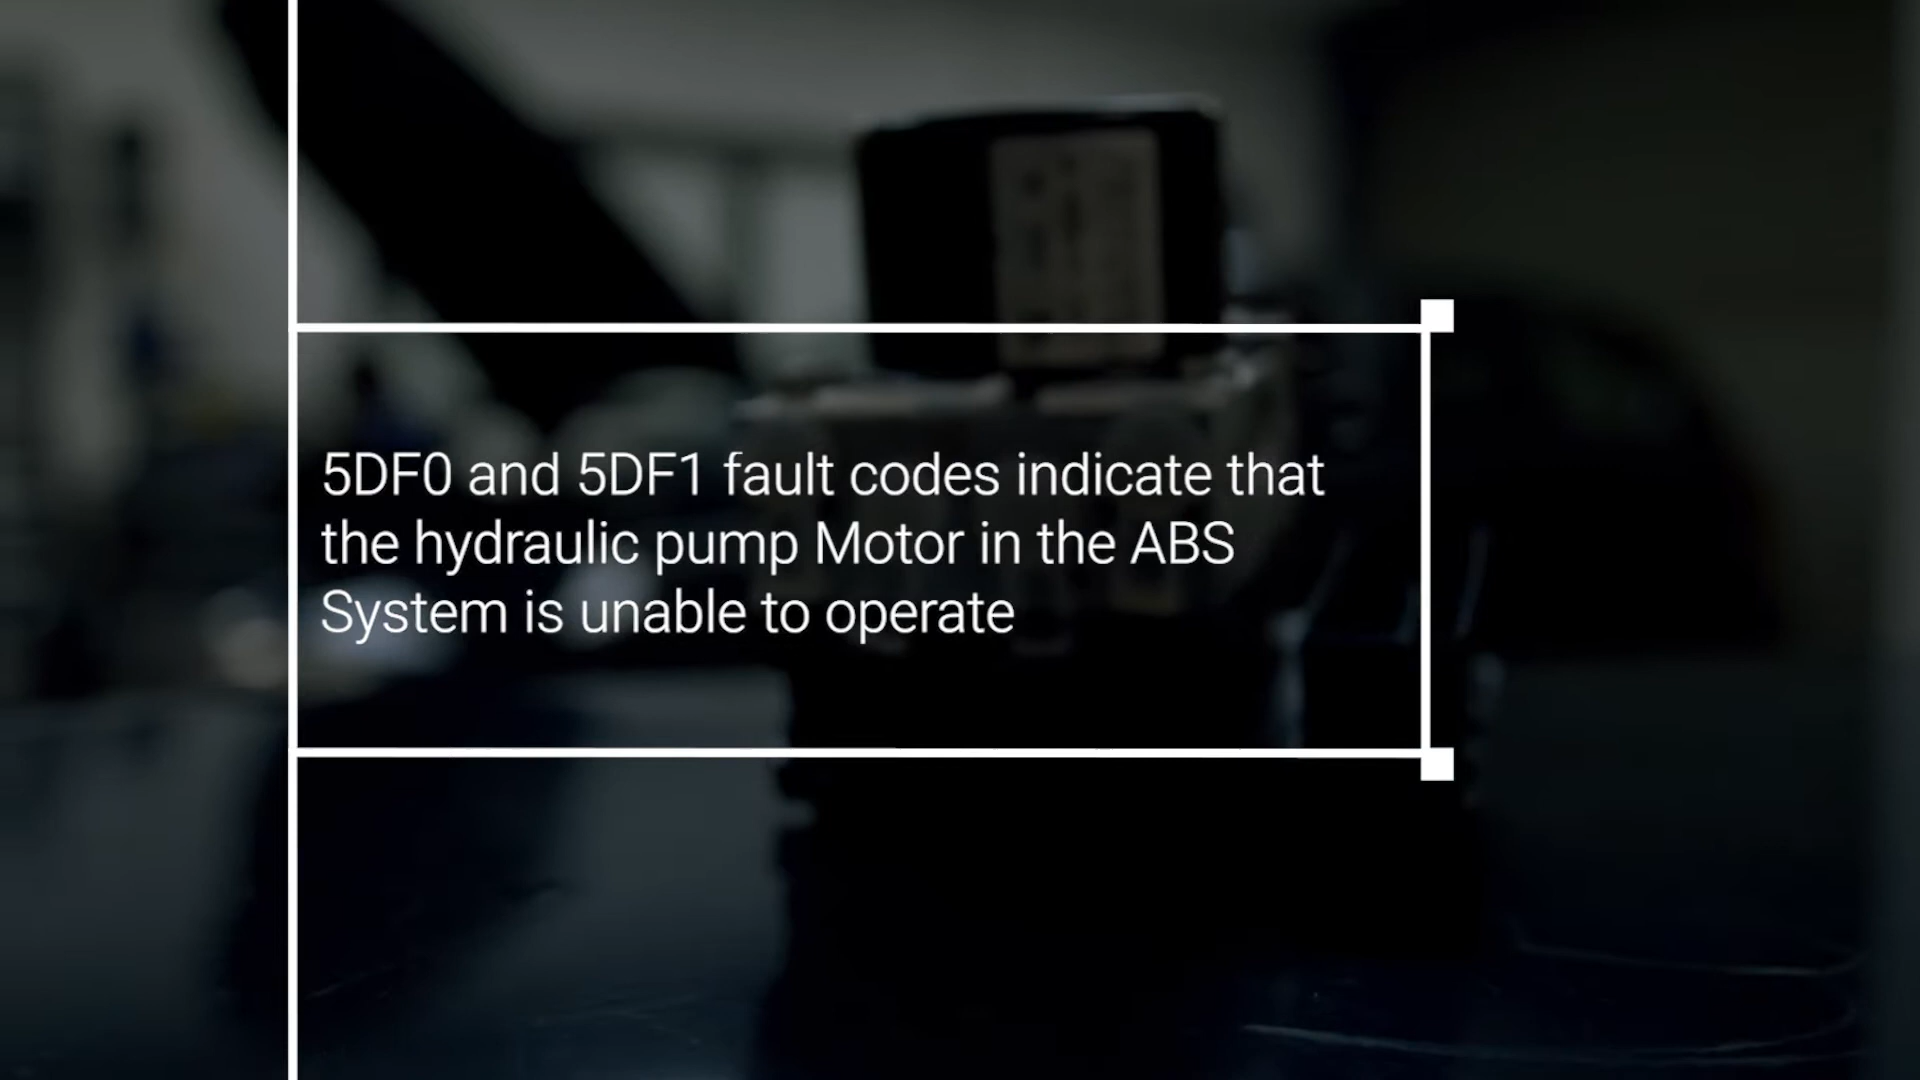 5DF0 and 5DF1 fault codes indicate that
the hydraulic pump Motor in the ABS
System is unable to operate